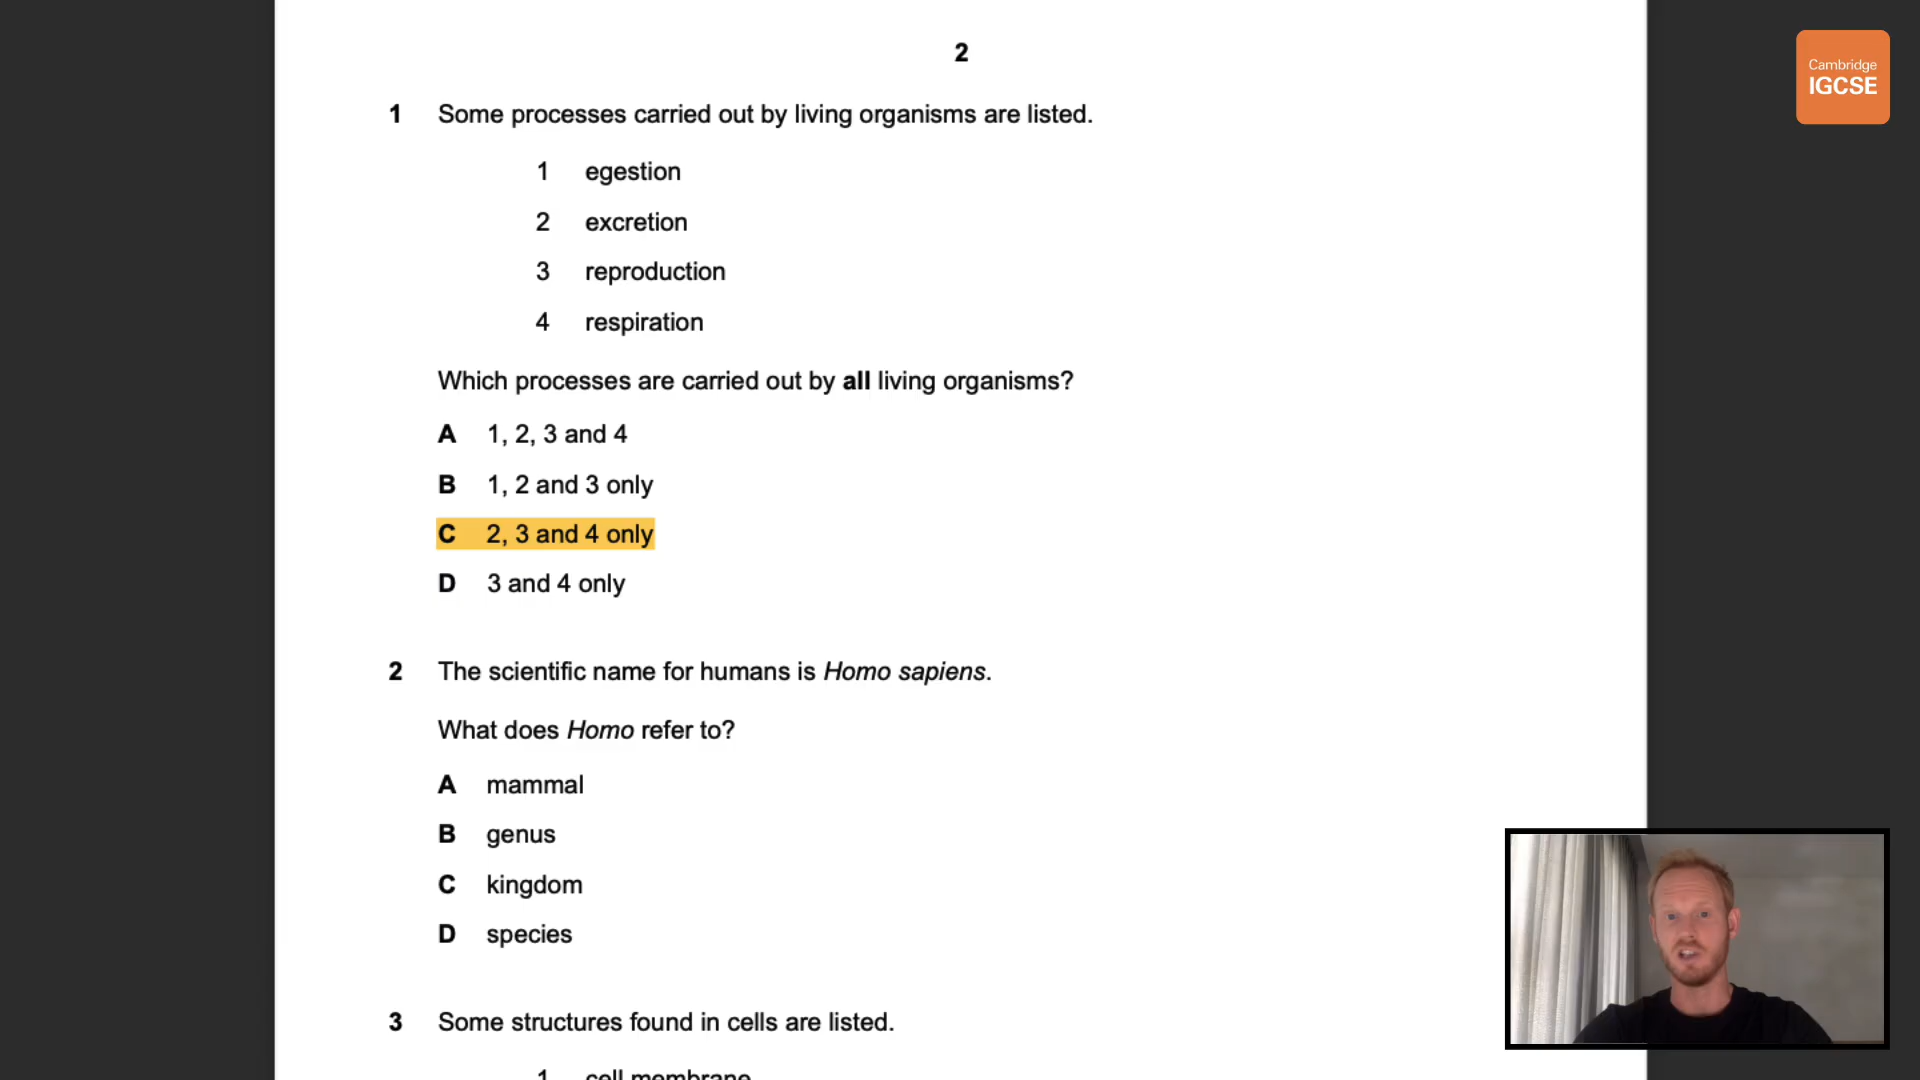 2
Cambridge
IGCSE
1 Some processes carried out by living organisms are listed.
1 egestion
2 excretion
3 reproduction
4 respiration
Which processes are carried out by all living organisms?
A 1, 2, 3 and 4
B 1, 2 and 3 only
C 2, 3 and 4 only
D 3 and 4 only
2 The scientific name for humans is Homo sapiens.
What does Homo refer to?
A mammal
B genus
C kingdom
D species
3 Some structures found in cells are listed.
1 cell membrane